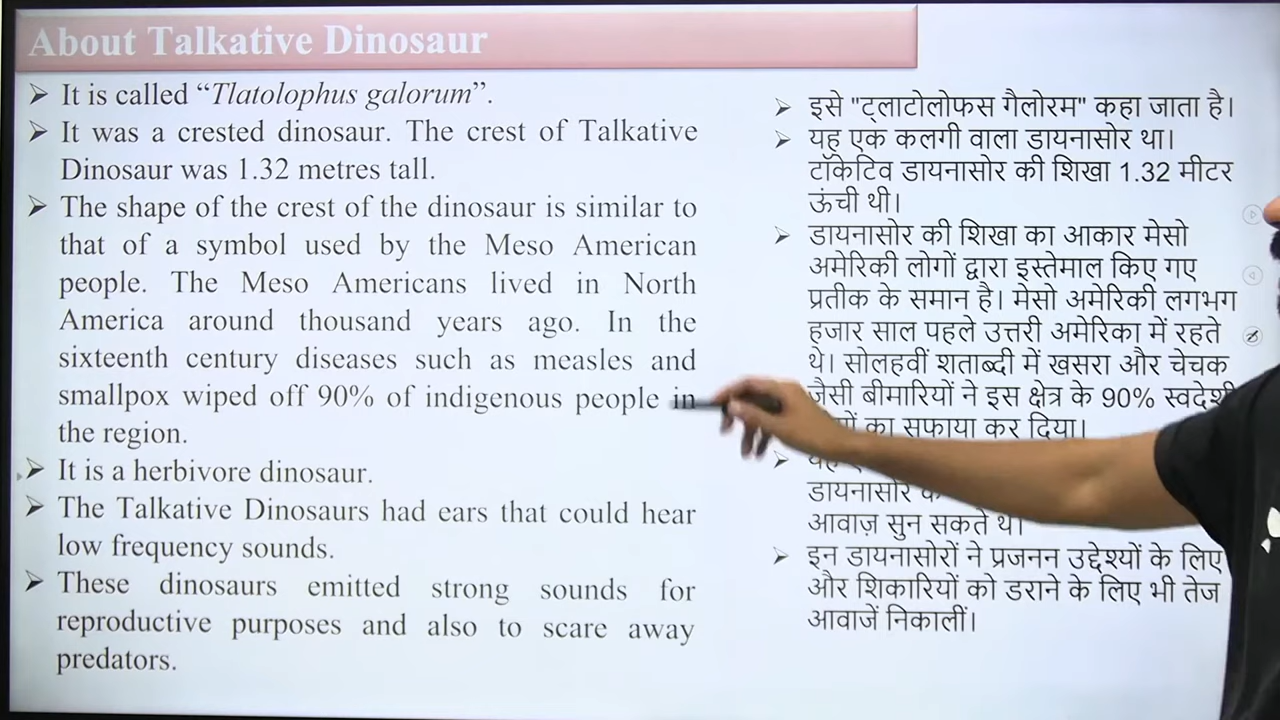 About Talkative Dinosaur
➢ It is called “Tlatolophus galorum”.
➢ It was a crested dinosaur. The crest of Talkative
Dinosaur was 1.32 metres tall.
➢ The shape of the crest of the dinosaur is similar to
that of a symbol used by the Meso American
people. The Meso Americans lived in North
America around thousand years ago. In the
sixteenth century diseases such as measles and
smallpox wiped off 90% of indigenous people in
the region.
➢ It is a herbivore dinosaur.
➢ The Talkative Dinosaurs had ears that could hear
low frequency sounds.
➢ These dinosaurs emitted strong sounds for
reproductive purposes and also to scare away
predators.
➢ इसे "ट्लाटोलोफस गैलोरम" कहा जाता है।
➢ यह एक कलगी वाला डायनासोर था।
टॉकेटिव डायनासोर की शिखा 1.32 मीटर
ऊंची थी।
➢ डायनासोर की शिखा का आकार मेसो
अमेरिकी लोगों द्वारा इस्तेमाल किए गए
प्रतीक के समान है। मेसो अमेरिकी लगभग
हजार साल पहले उत्तरी अमेरिका में रहते
थे। सोलहवीं शताब्दी में खसरा और चेचक
जैसी बीमारियों ने इस क्षेत्र के 90% स्वदेशी
का सफाया कर दिया।
➢
डायनासोर
आवाज़ सुन सकते थे।
➢ इन डायनासोरों ने प्रजनन उद्देश्यों के लिए
और शिकारियों को डराने के लिए भी तेज
आवाजें निकालीं।